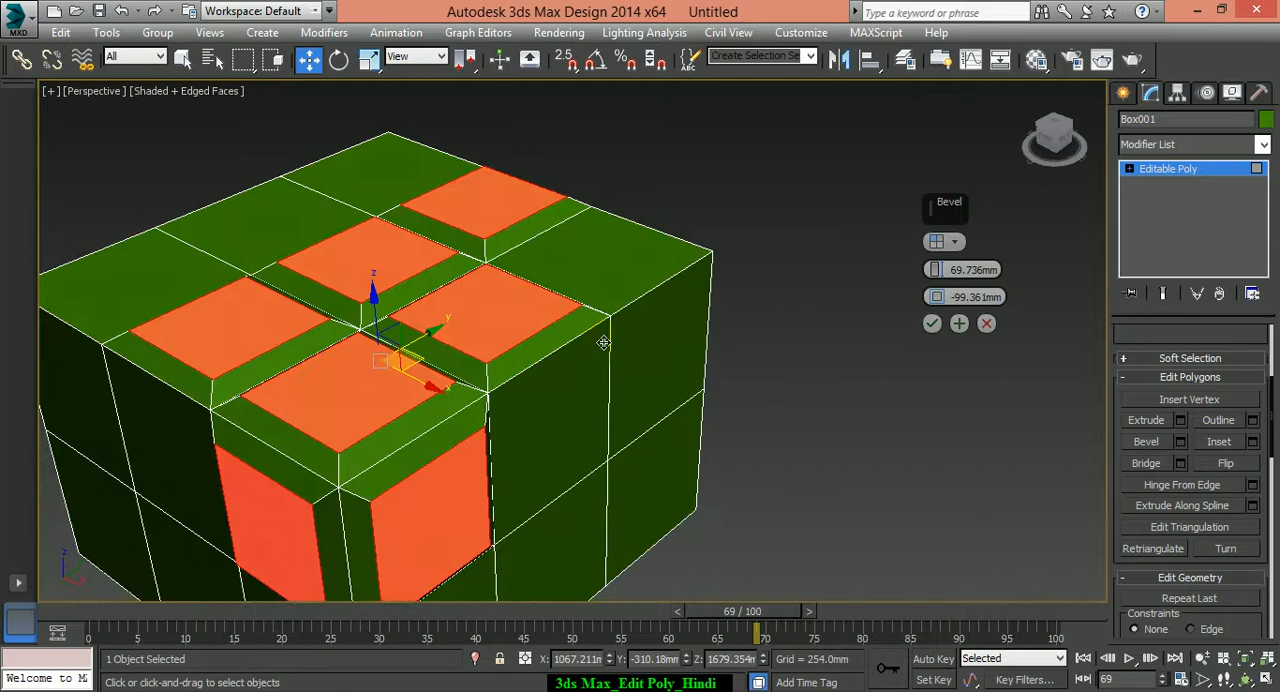 Workspace: Default
Autodesk 3ds Max Design 2014 x64
Untitled
Type a keyword or phrase
MXD
Edit
Tools
Group
Views
Create
Modifiers
Animation
Graph Editors
Rendering
Lighting Analysis
Civil View
Customize
MAXScript
Help
All
View
2.5
Create Selection Se
[+][Perspective][Shaded + Edged Faces]
Box001
Modifier List
Editable Poly
Bevel
69.736mm
-99.361mm
z
y
x
Soft Selection
Edit Polygons
Insert Vertex
Extrude
Outline
Bevel
Inset
Bridge
Flip
Hinge From Edge
Extrude Along Spline
Edit Triangulation
Retriangulate
Turn
Edit Geometry
Repeat Last
Constraints
None
Edge
z
< 69 / 100 >
0 5 10 15 20 25 30 35 40 45 50 55 60 65 70 75 80 85 90 95 100
1 Object Selected
X: 1067.211m
Y: -310.18mm
Z: 1679.354m
Grid = 254.0mm
Auto Key
Selected
Welcome to M
Click or click-and-drag to select objects
3ds Max_Edit Poly_Hindi
Add Time Tag
Set Key
Key Filters...
69